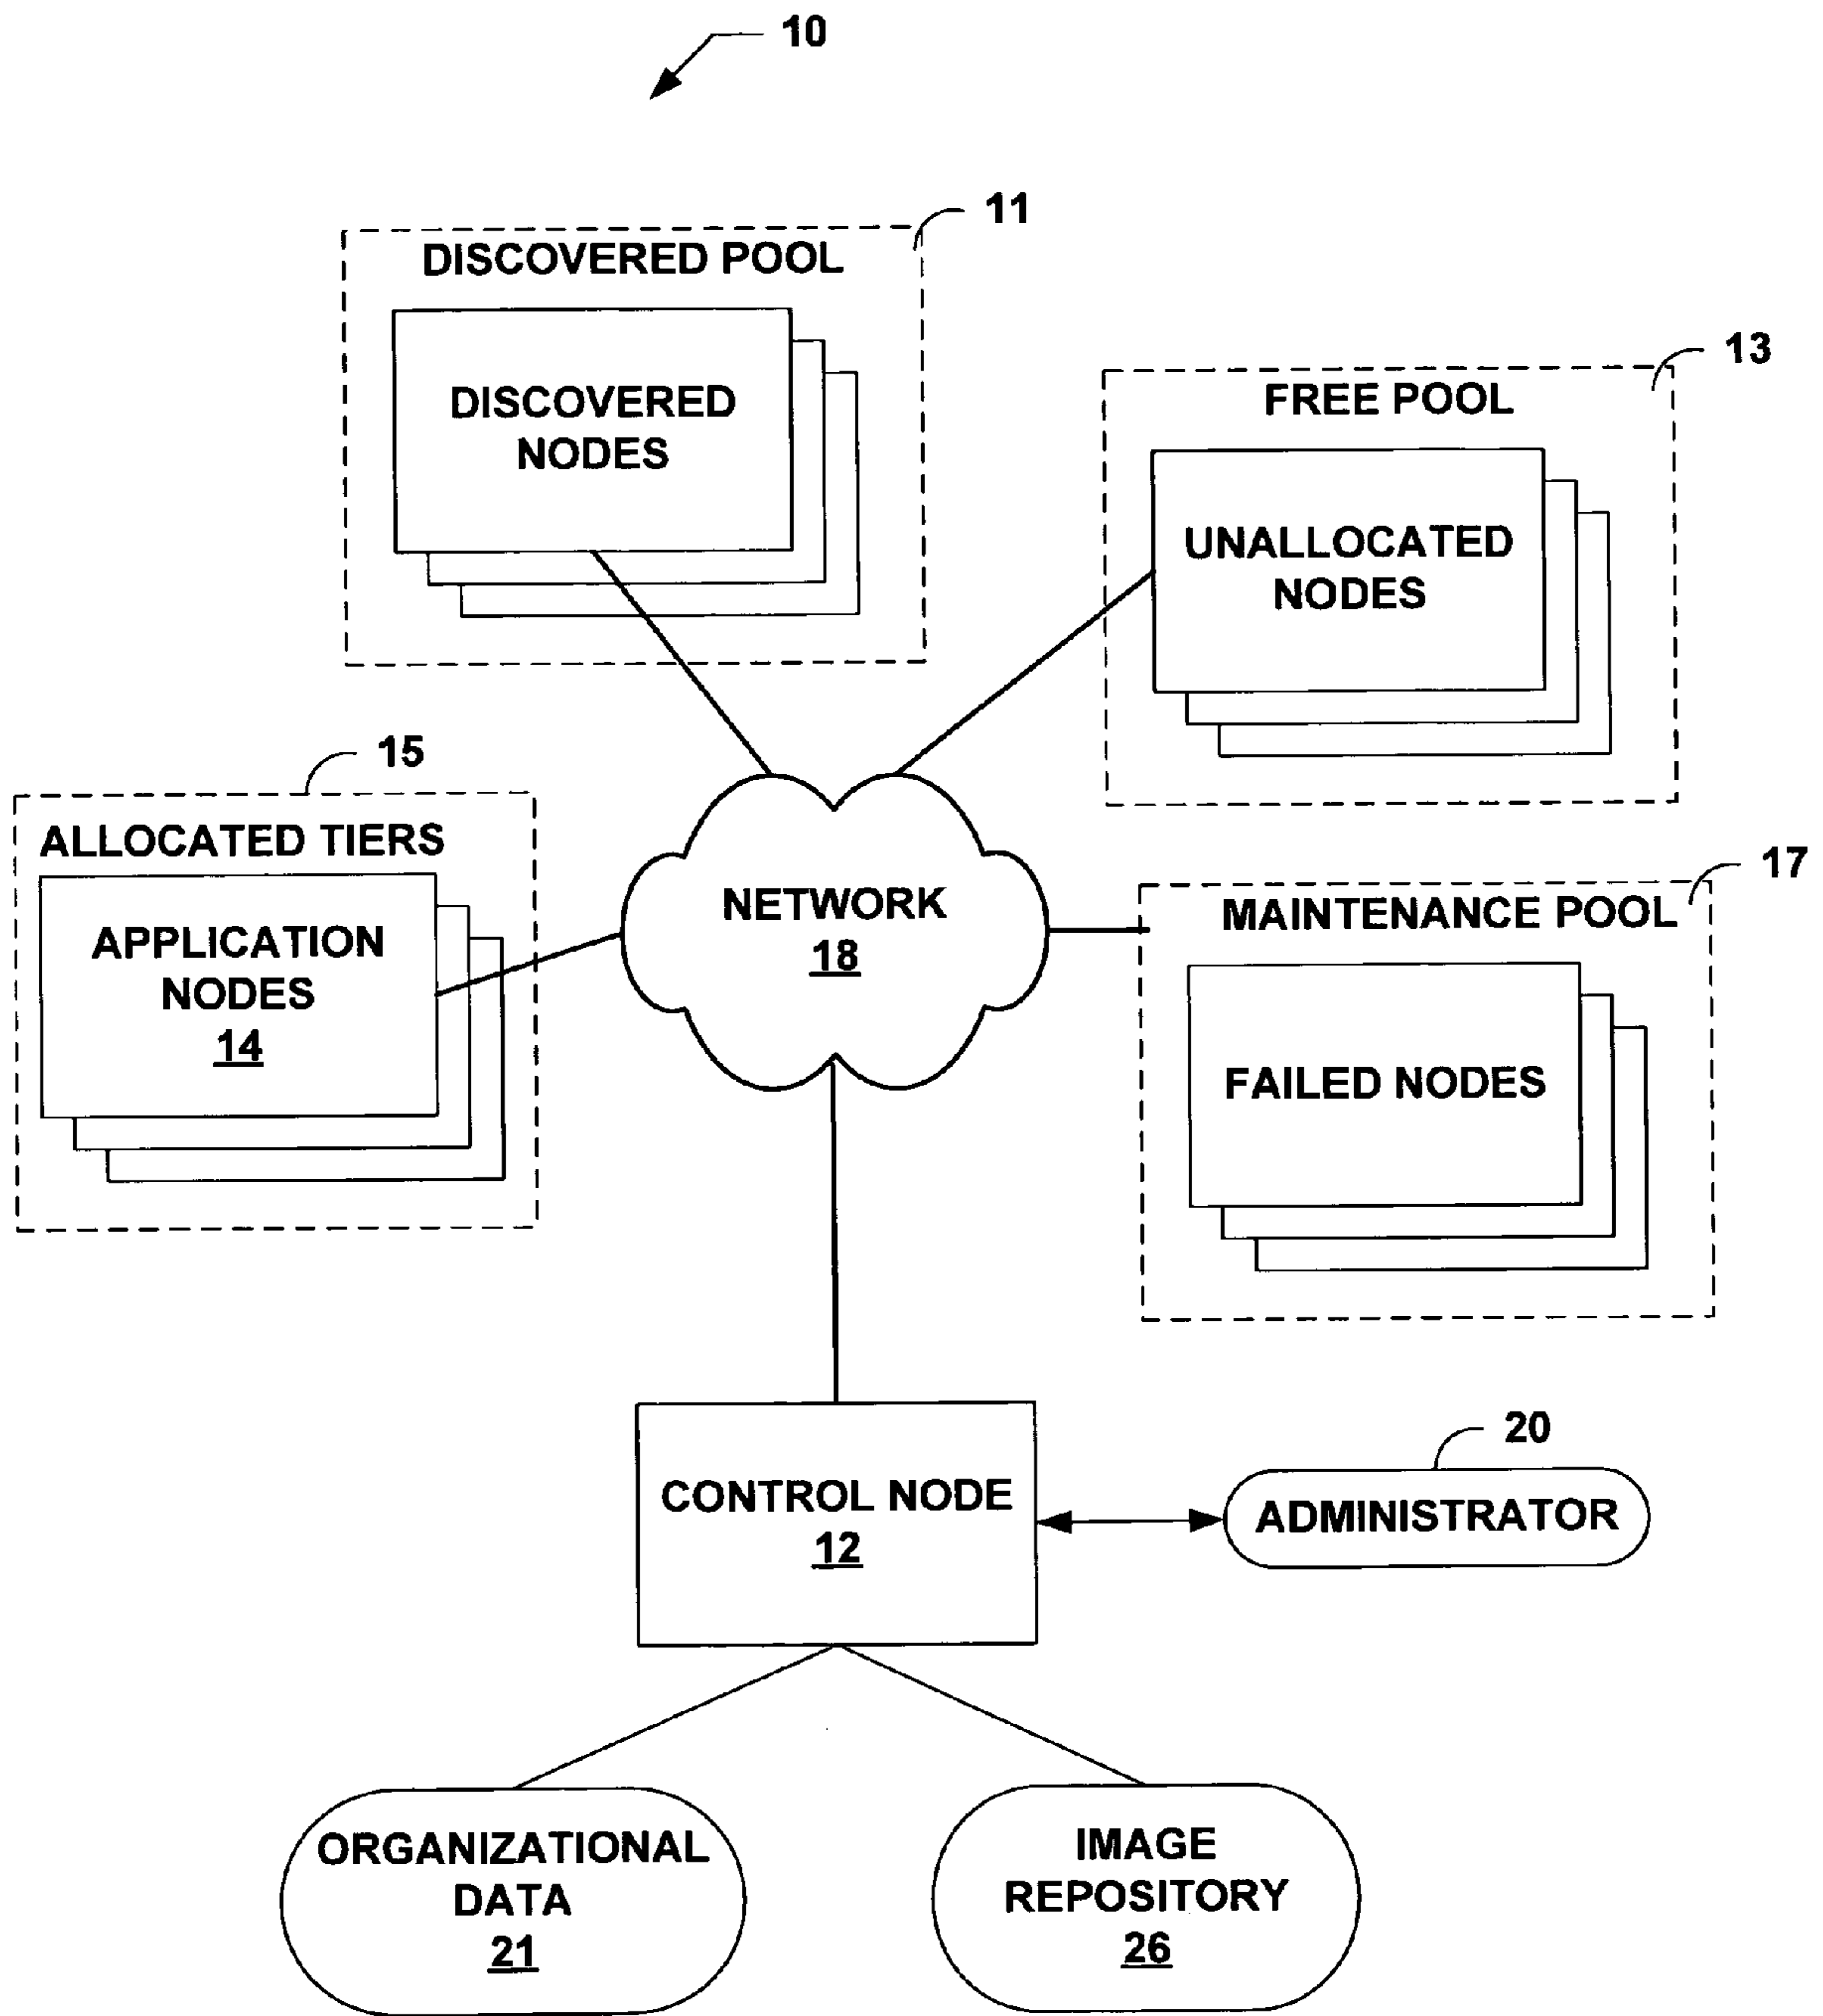 10
11
DISCOVERED POOL
DISCOVERED
NODES
13
FREE POOL
UNALLOCATED
NODES
15
ALLOCATED TIERS
APPLICATION
NODES
14
NETWORK
18
17
MAINTENANCE POOL
FAILED NODES
CONTROL NODE
12
20
ADMINISTRATOR
ORGANIZATIONAL
DATA
21
IMAGE
REPOSITORY
26